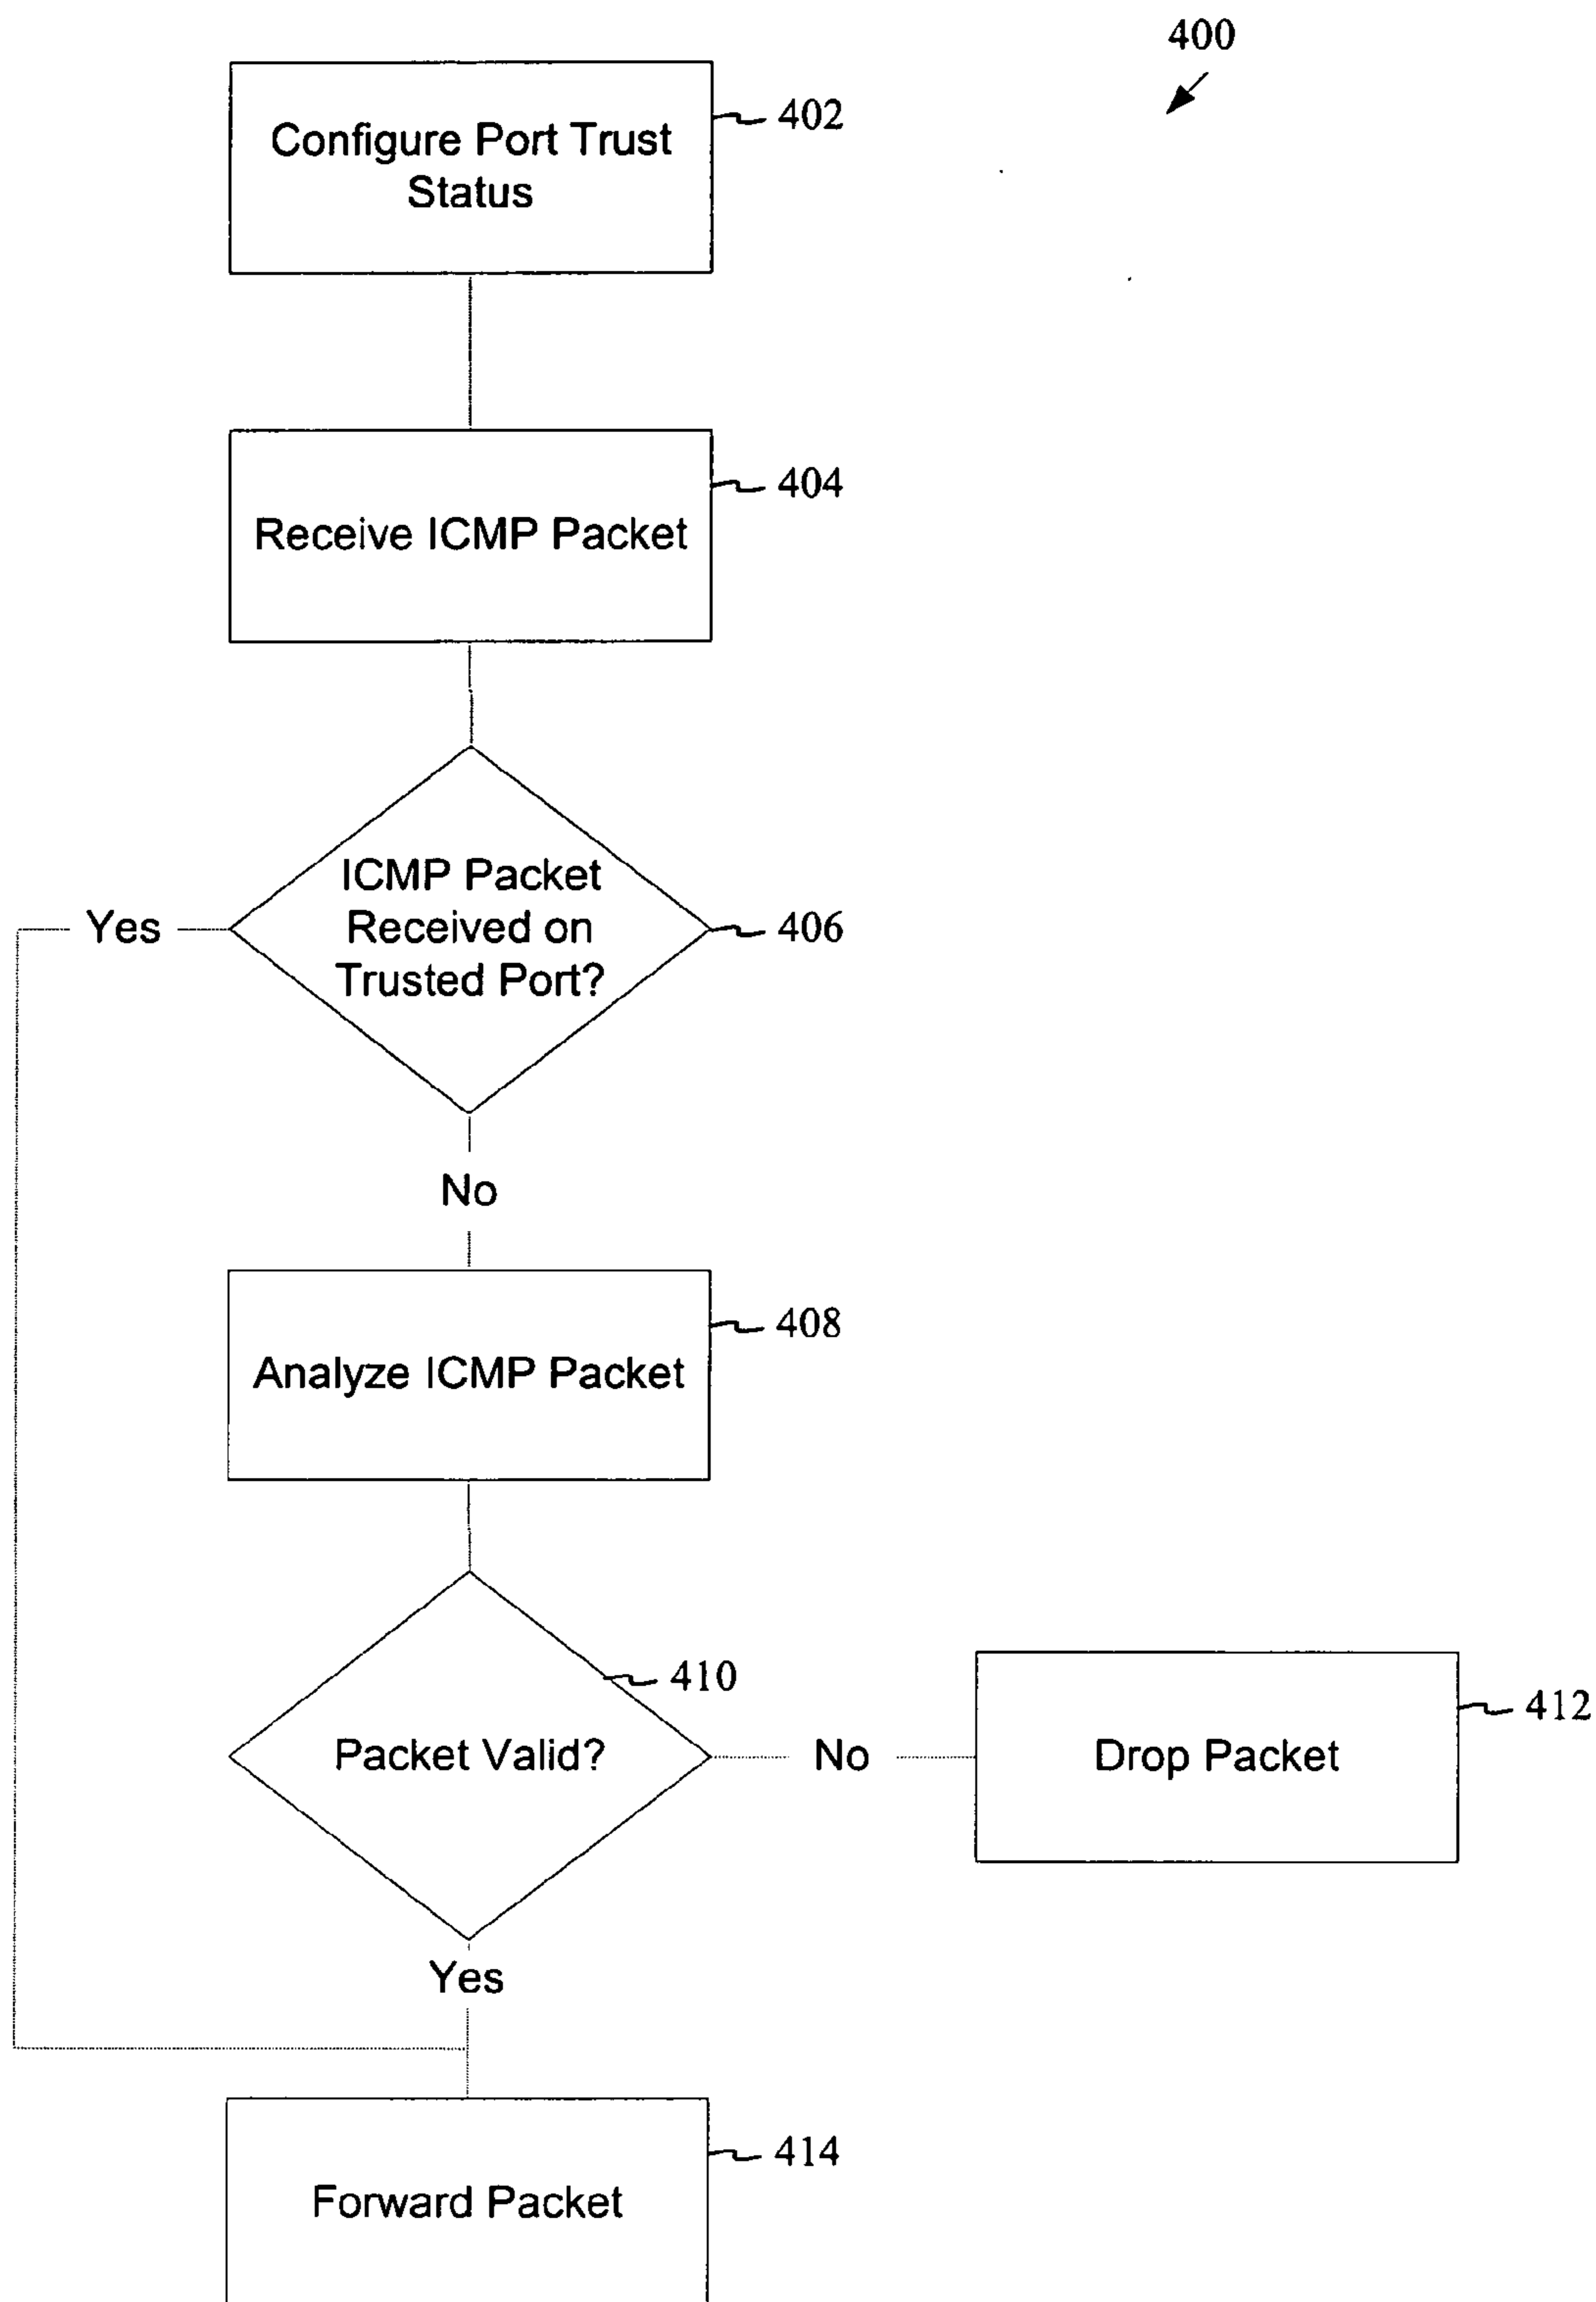 400
Configure Port Trust
Status
402
Receive ICMP Packet
404
ICMP Packet
Received on
Trusted Port?
406
Yes
No
Analyze ICMP Packet
408
Packet Valid?
410
No
Drop Packet
412
Yes
Forward Packet
414